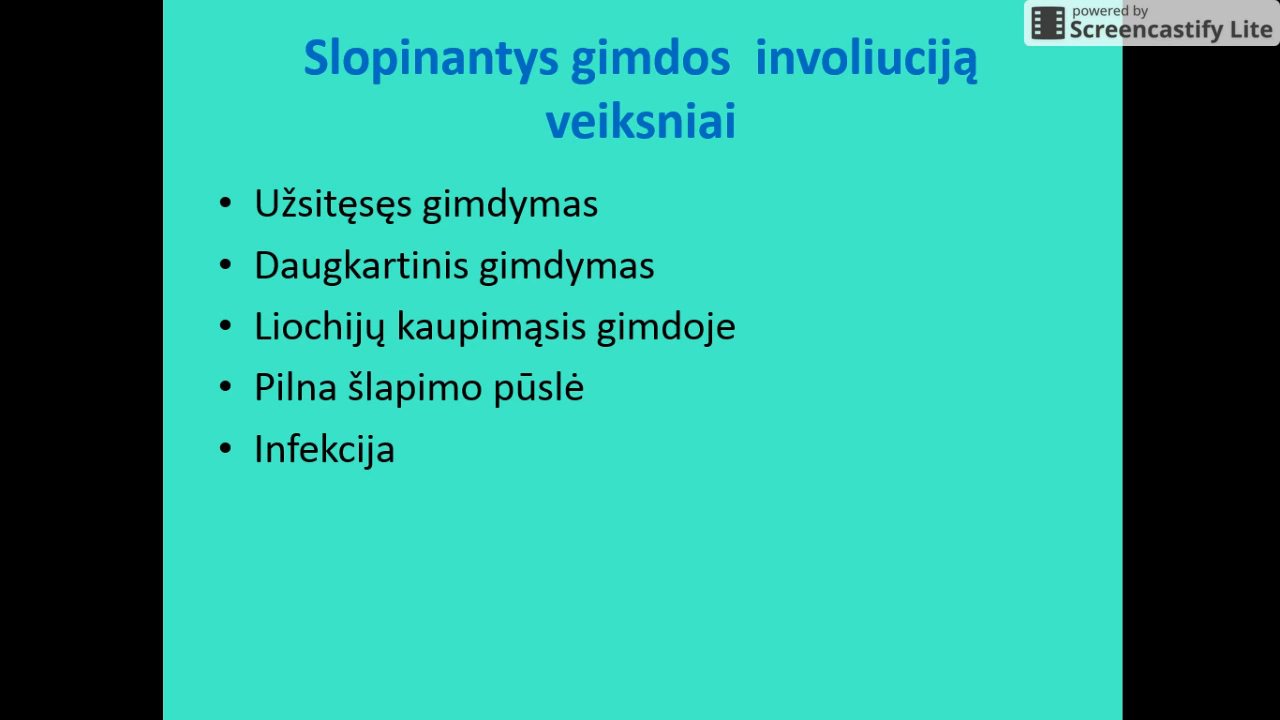 powered by
Screencastify Lite
Slopinantys gimdos involiuciją
veiksniai
• Užsitęsęs gimdymas
• Daugkartinis gimdymas
• Liochijų kaupimąsis gimdoje
• Pilna šlapimo pūslė
• Infekcija